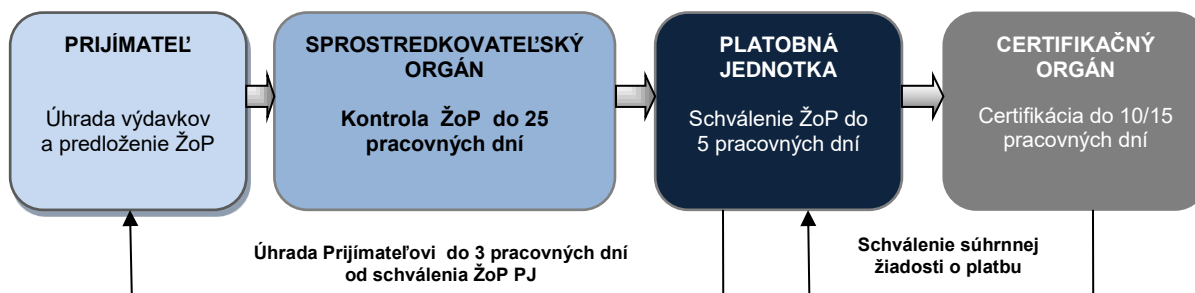 PRIJÍMATEĽ
Úhrada výdavkov
a predloženie ŽoP
SPROSTREDKOVATEĽSKÝ
ORGÁN
Kontrola ŽoP do 25
pracovných dní
PLATOBNÁ
JEDNOTKA
Schválenie ŽoP do
5 pracovných dní
CERTIFIKAČNÝ
ORGÁN
Certifikácia do 10/15
pracovných dní
Úhrada Prijímateľovi do 3 pracovných dní
od schválenia ŽoP PJ
Schválenie súhrnnej
žiadosti o platbu